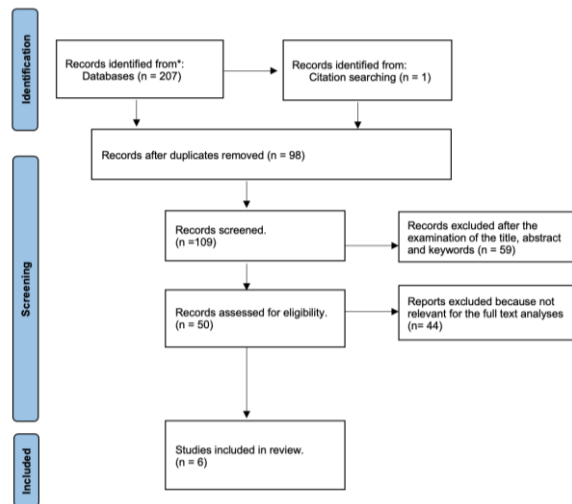 Identification
Records identified from*:
Databases (n = 207)
Records identified from:
Citation searching (n = 1)
Records after duplicates removed (n = 98)
Screening
Records screened.
(n =109)
Records excluded after the
examination of the title, abstract
and keywords (n = 59)
Records assessed for eligibility.
(n = 50)
Reports excluded because not
relevant for the full text analyses
(n= 44)
Included
Studies included in review.
(n = 6)